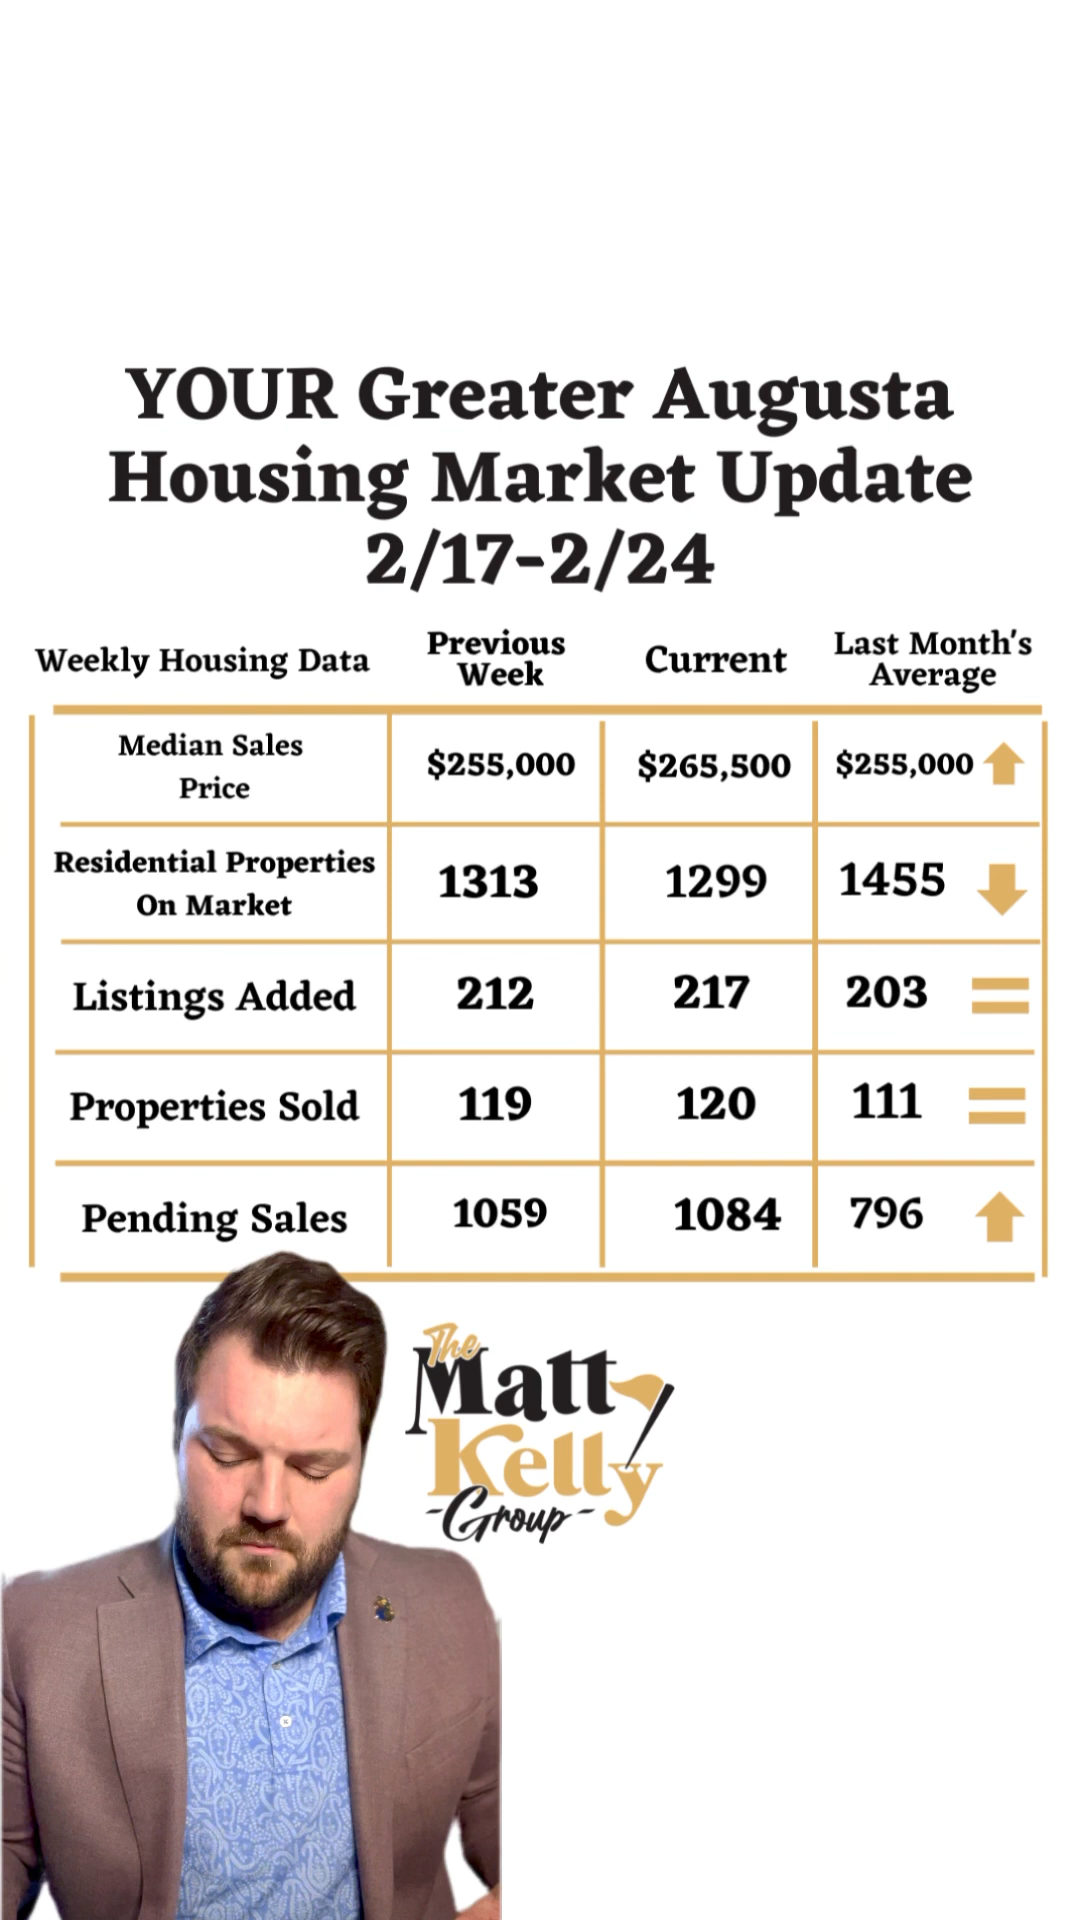 YOUR Greater Augusta
Housing Market Update
2/17-2/24
Weekly Housing Data
Previous
Week
Current
Last Month's
Average
Median Sales
Price
$255,000
$265,500
$255,000
Residential Properties
On Market
1313
1299
1455
Listings Added
212
217
203
Properties Sold
119
120
111
Pending Sales
1059
1084
796
The
Matt
Kelly
-Group-